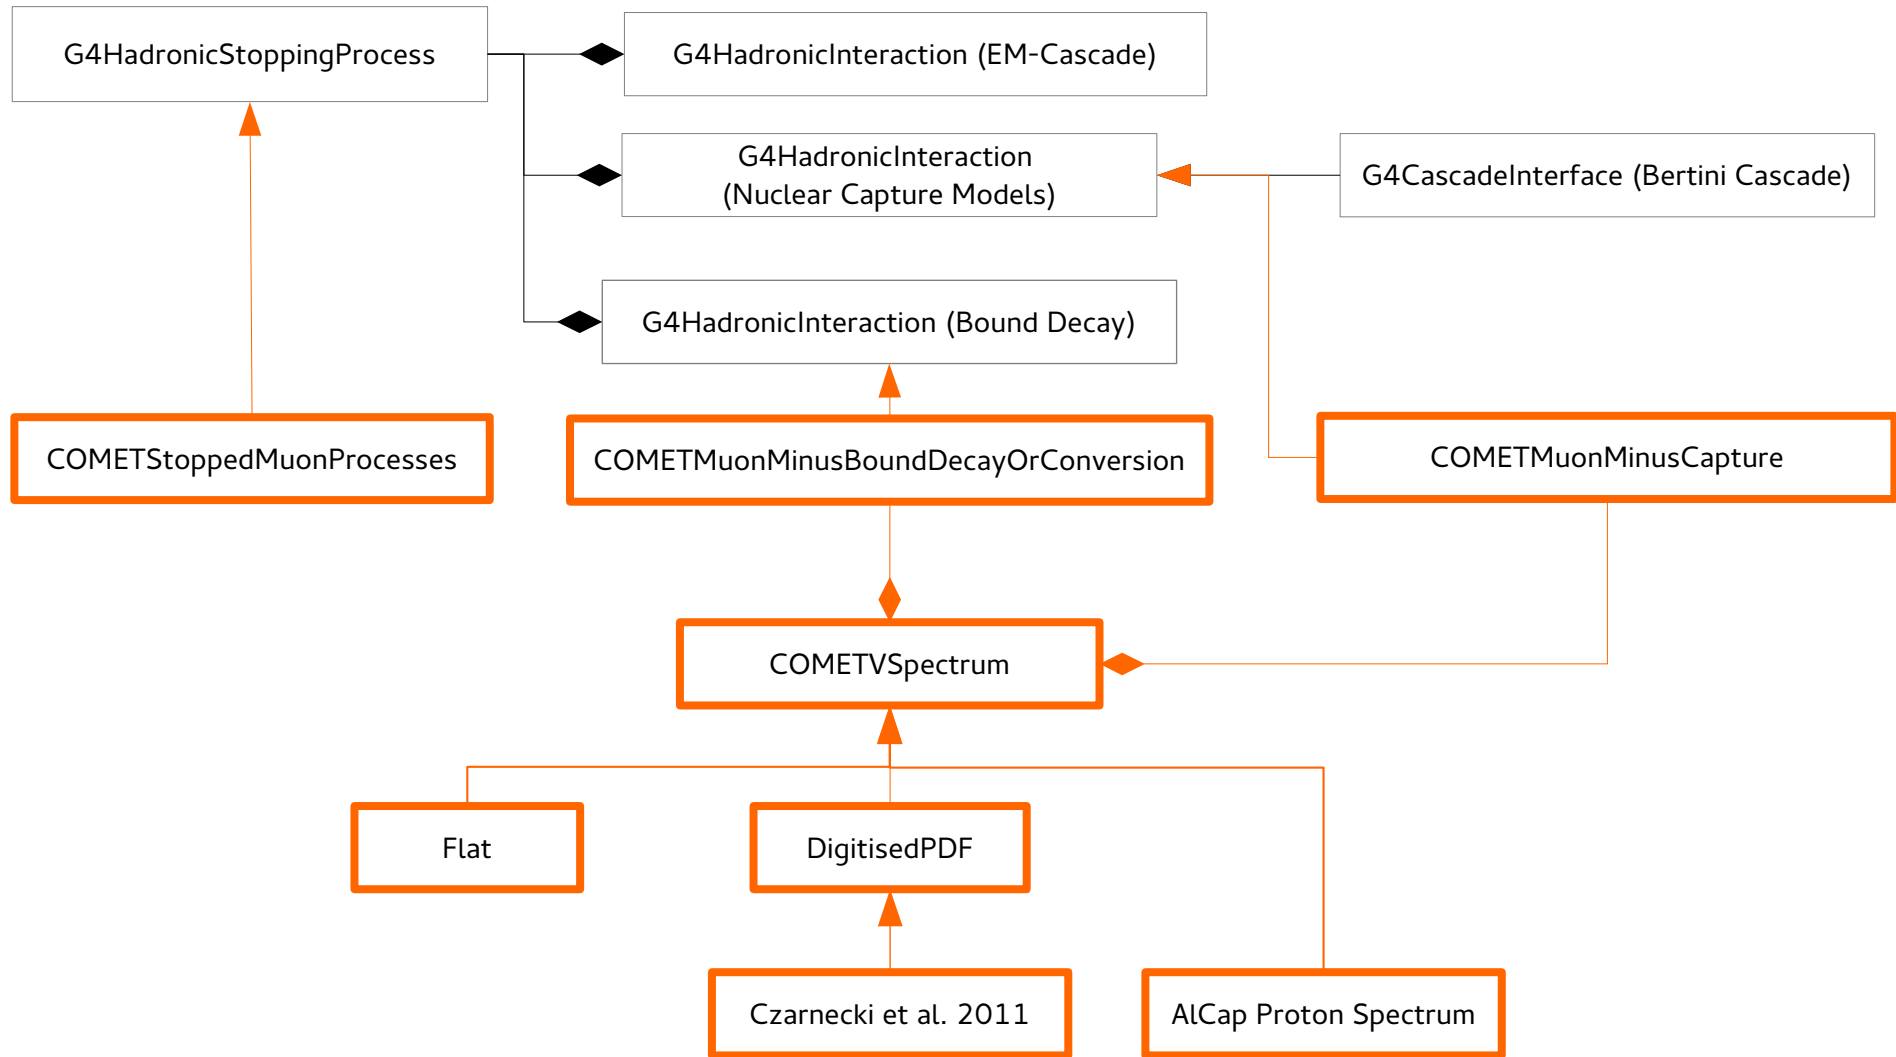 G4HadronicStoppingProcess
G4HadronicInteraction (EM-Cascade)
G4HadronicInteraction
(Nuclear Capture Models)
G4CascadeInterface (Bertini Cascade)
G4HadronicInteraction (Bound Decay)
COMETStoppedMuonProcesses
COMETMuonMinusBoundDecayOrConversion
COMETMuonMinusCapture
COMETVSpectrum
Flat
DigitisedPDF
Czarnecki et al. 2011
AlCap Proton Spectrum